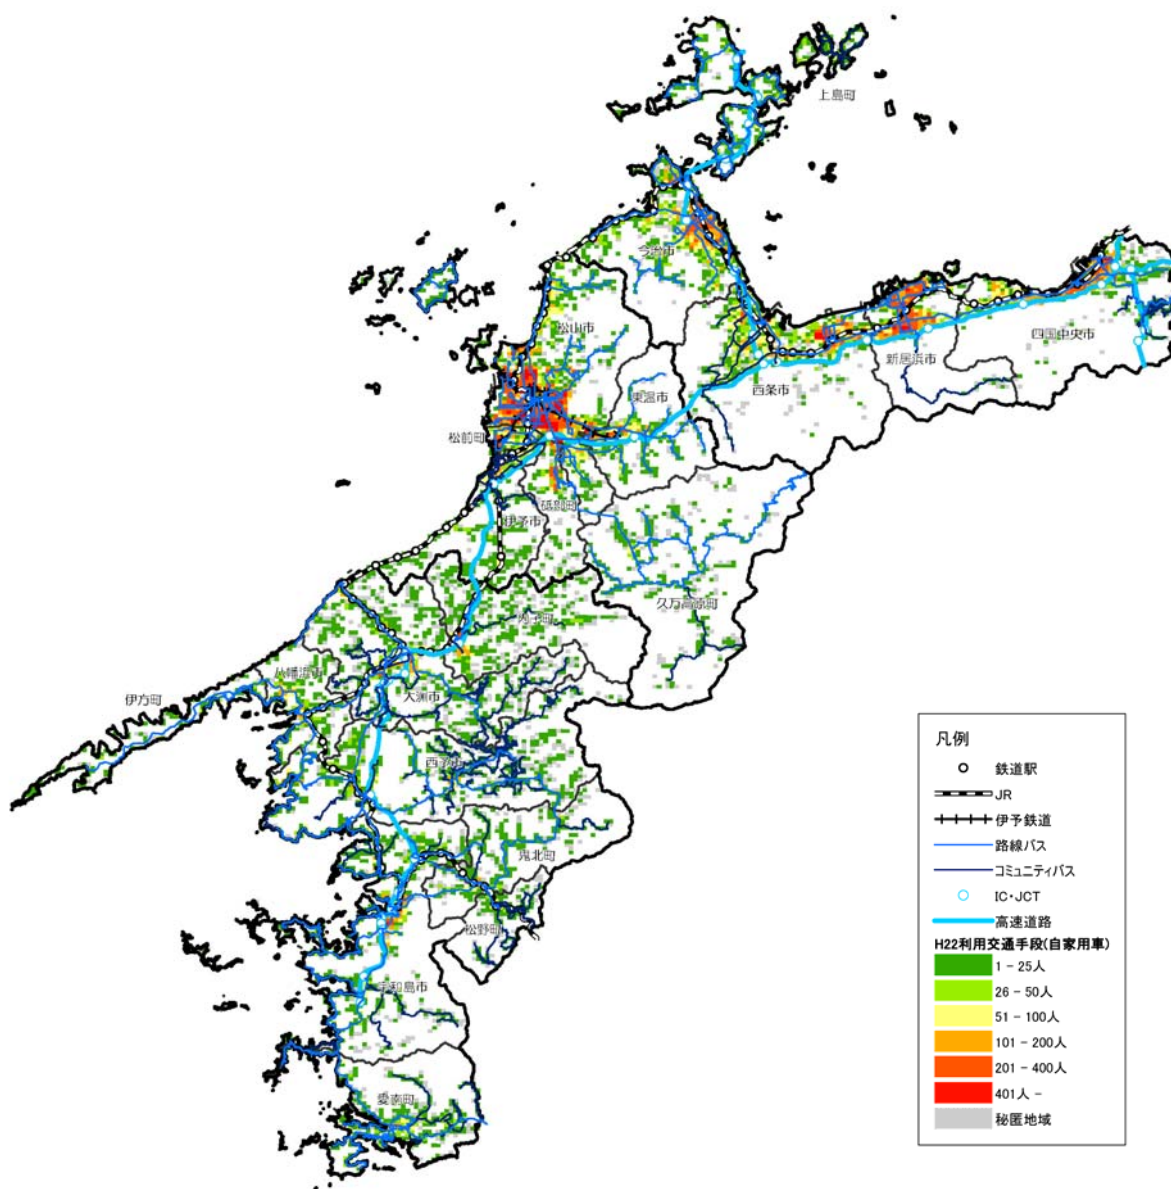 上島町
今治市
松山市
四国中央市
新居浜市
西条市
東温市
松前町
砥部町
伊予市
久万高原町
内子町
八幡浜市
伊方町
大洲市
西予市
鬼北町
松野町
宇和島市
愛南町
凡例
鉄道駅
JR
伊予鉄道
路線バス
コミュニティバス
IC・JCT
高速道路
H22利用交通手段(自家用車)
1 - 25人
26 - 50人
51 - 100人
101 - 200人
201 - 400人
401人 -
秘匿地域